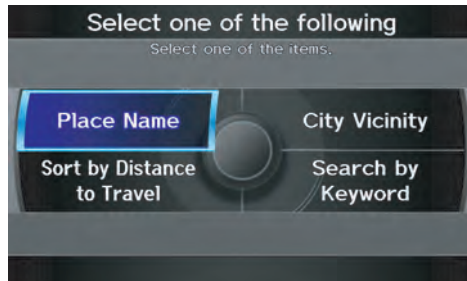 Select one of the following
Select one of the items.
Place Name
City Vicinity
Sort by Distance
to Travel
Search by
Keyword